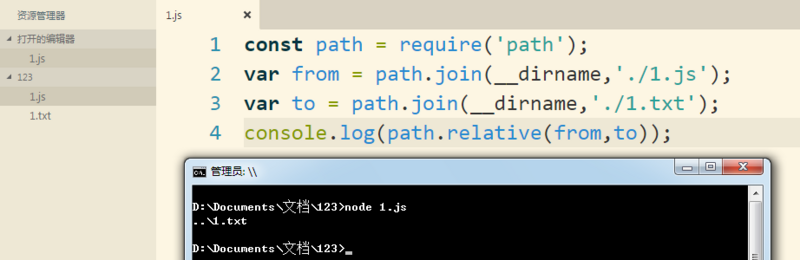 资源管理器
打开的编辑器
1.js
123
1.js
1.txt
1.js
1 const path = require('path');
2 var from = path.join(__dirname,'./1.js');
3 var to = path.join(__dirname,'./1.txt');
4 console.log(path.relative(from,to));
管理员: \\
D:\Documents\文档\123>node 1.js
..\1.txt
D:\Documents\文档\123>_